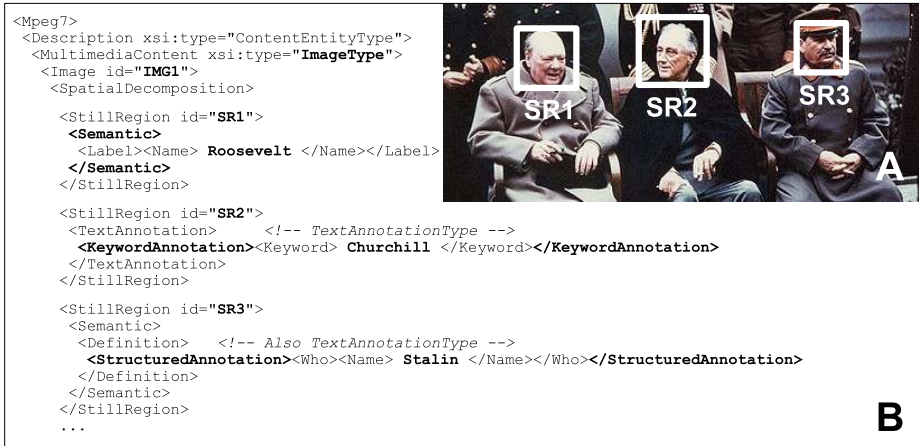 <Mpeg7>
<Description xsi:type="ContentEntityType">
<MultimediaContent xsi:type="ImageType">
<Image id="IMG1">
<SpatialDecomposition>
<StillRegion id="SR1">
<Semantic>
<Label><Name> Roosevelt </Name></Label>
</Semantic>
</StillRegion>
<StillRegion id="SR2">
<TextAnnotation> <!-- TextAnnotationType -->
<KeywordAnnotation><Keyword> Churchill </Keyword></KeywordAnnotation>
</TextAnnotation>
</StillRegion>
<StillRegion id="SR3">
<Semantic>
<Definition> <!-- Also TextAnnotationType -->
<StructuredAnnotation><Who><Name> Stalin </Name></Who></StructuredAnnotation>
</Definition>
</Semantic>
</StillRegion>
...
SR1 SR2 SR3
A
B